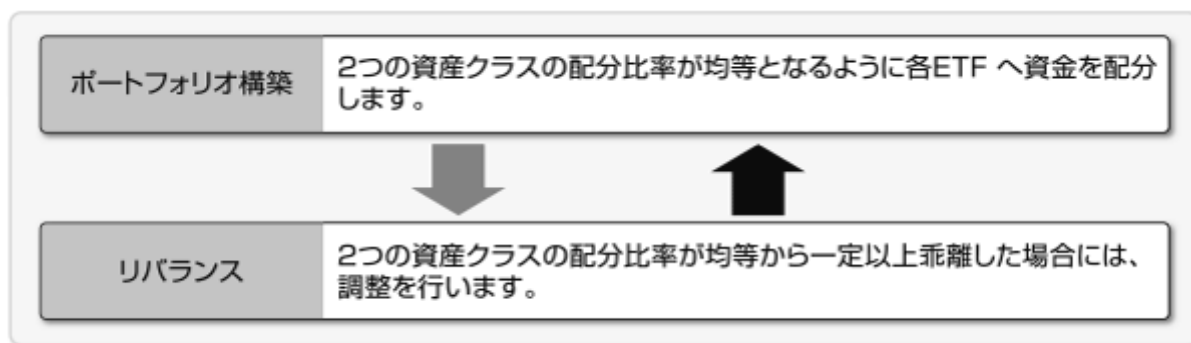 ポートフォリオ構築
2つの資産クラスの配分比率が均等となるように各ETF へ資金を配分
します。
リバランス
2つの資産クラスの配分比率が均等から一定以上乖離した場合には、
調整を行います。